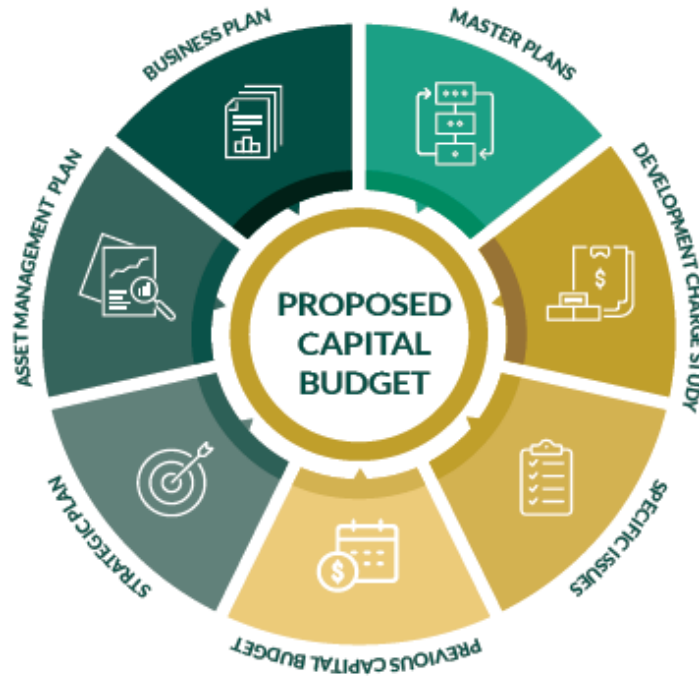 BUSINESS PLAN
MASTER PLANS
DEVELOPMENT CHARGE STUDY
SPECIFIC ISSUES
PREVIOUS CAPITAL BUDGET
STRATEGIC PLAN
ASSET MANAGEMENT PLAN
PROPOSED
CAPITAL
BUDGET
$
$